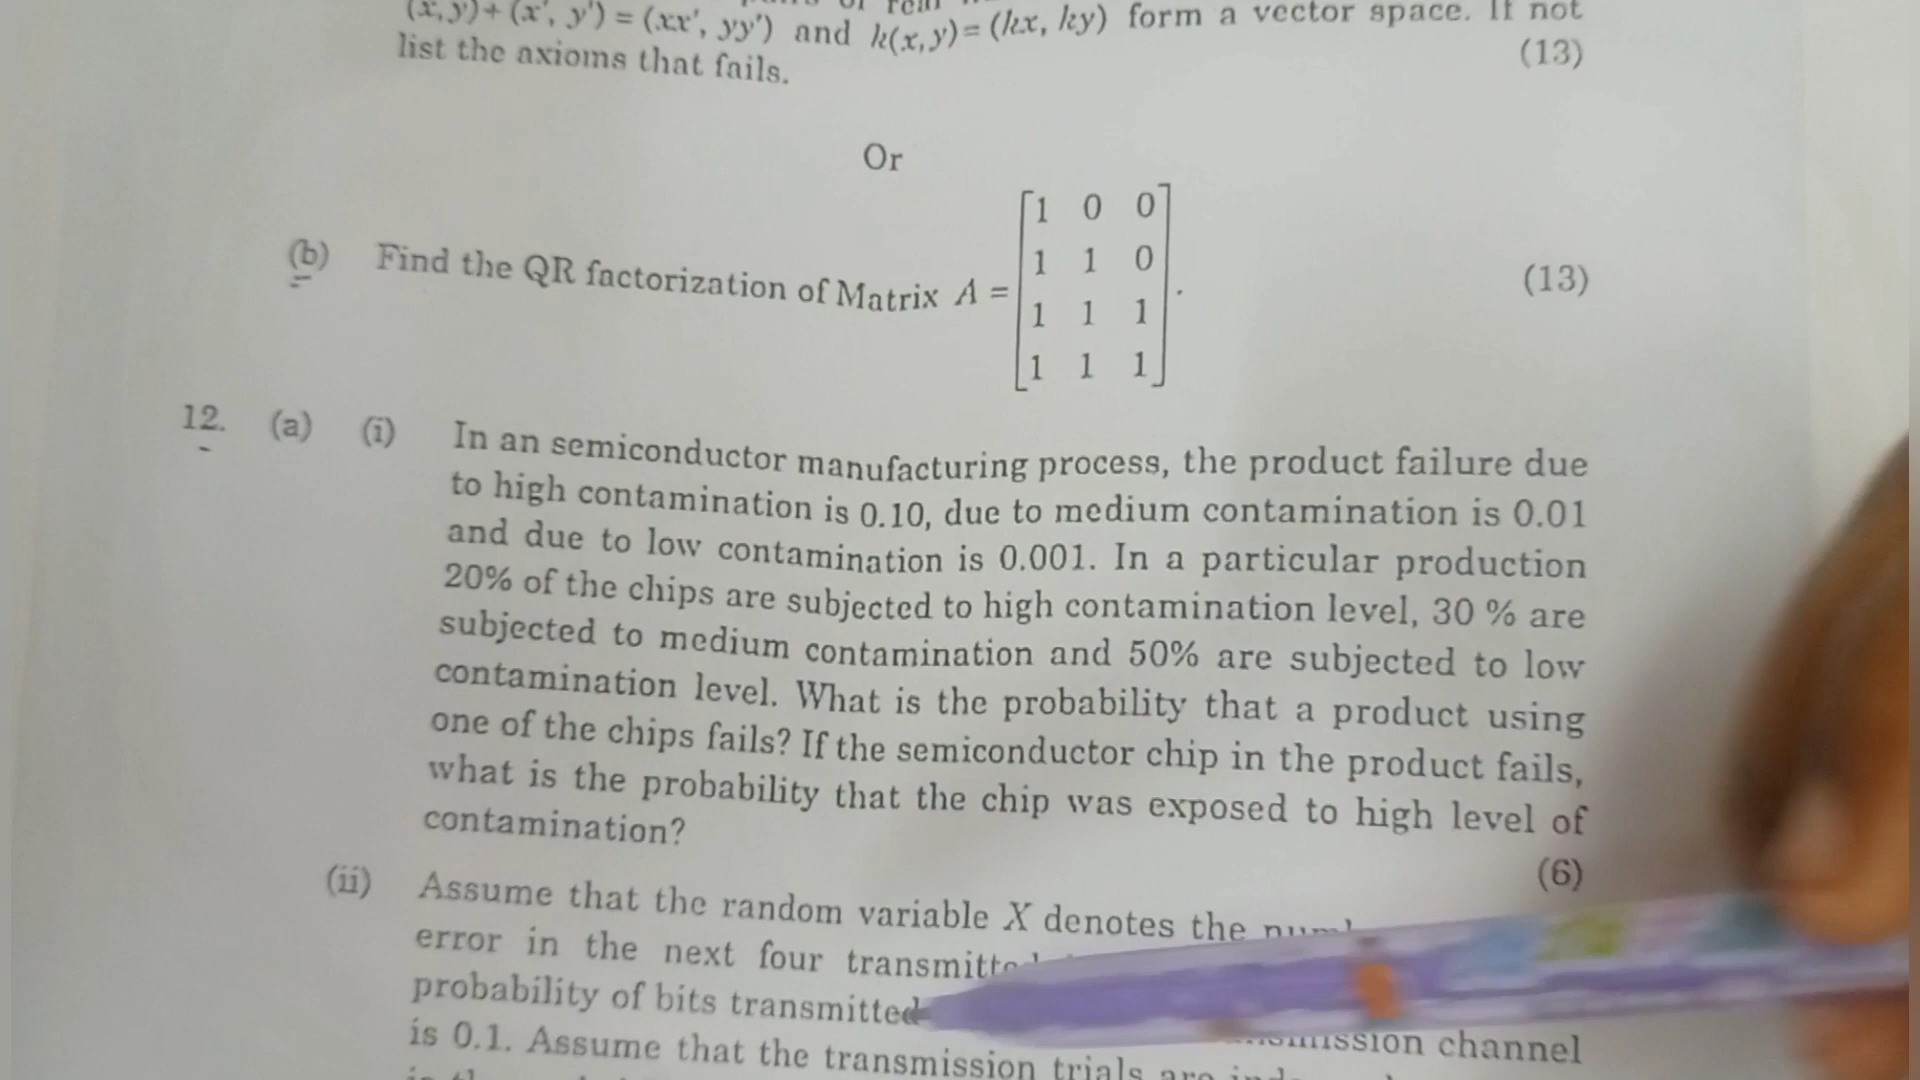 (x,y)+(x', y') = (xx', yy') and k(x,y)=(kx, ky) form a vector space. If not
list the axioms that fails. (13)
Or
(b) Find the QR factorization of Matrix A = [1 0 0
1 1 0
1 1 1
1 1 1]. (13)
12. (a) (i) In an semiconductor manufacturing process, the product failure due
to high contamination is 0.10, due to medium contamination is 0.01
and due to low contamination is 0.001. In a particular production
20% of the chips are subjected to high contamination level, 30 % are
subjected to medium contamination and 50% are subjected to low
contamination level. What is the probability that a product using
one of the chips fails? If the semiconductor chip in the product fails,
what is the probability that the chip was exposed to high level of
contamination? (6)
(ii) Assume that the random variable X denotes the
error in the next four
probability of bits transmitted channel
is 0.1. Assume that the transmission trials are